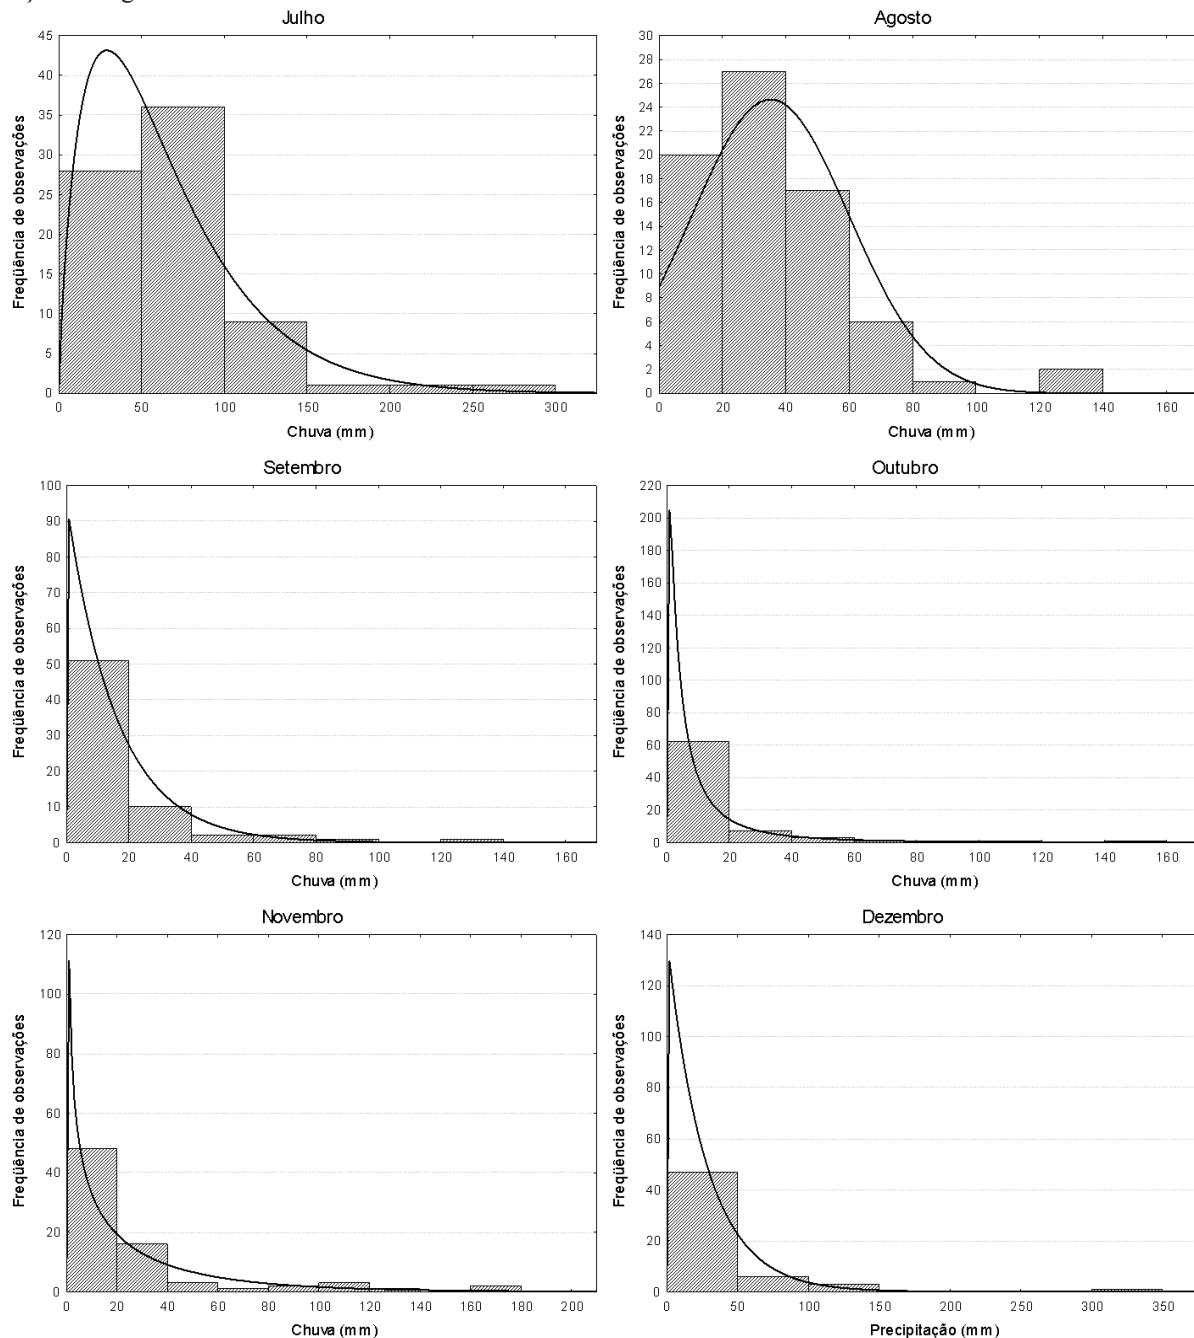 Julho
Freqüência de observações
45
40
35
30
25
20
15
10
5
0
0 50 100 150 200 250 300
Chuva (mm)
Agosto
Freqüência de observações
30
28
26
24
22
20
18
16
14
12
10
8
6
4
2
0
0 20 40 60 80 100 120 140 160
Chuva (mm)
Setembro
Freqüência de observações
100
90
80
70
60
50
40
30
20
10
0
0 20 40 60 80 100 120 140 160
Chuva (mm)
Outubro
Freqüência de observações
220
200
180
160
140
120
100
80
60
40
20
0
0 20 40 60 80 100 120 140 160
Chuva (mm)
Novembro
Freqüência de observações
120
100
80
60
40
20
0
0 20 40 60 80 100 120 140 160 180 200
Chuva (mm)
Dezembro
Freqüência de observações
140
120
100
80
60
40
20
0
0 50 100 150 200 250 300 350
Precipitação (mm)